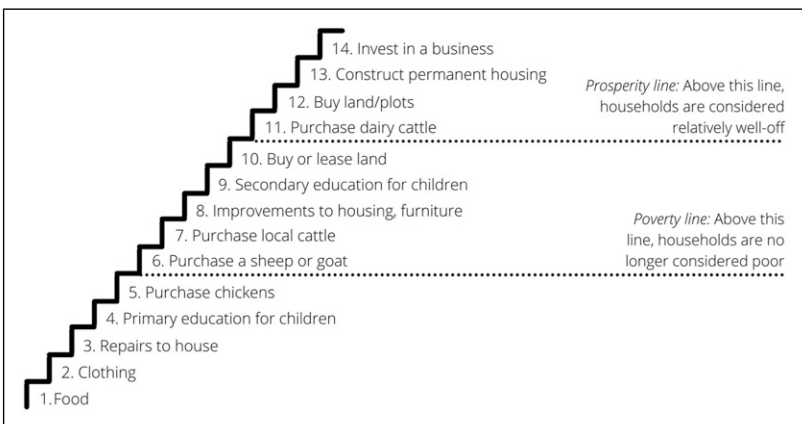 14. Invest in a business
13. Construct permanent housing
12. Buy land/plots
11. Purchase dairy cattle
Prosperity line: Above this line,
households are considered
relatively well-off
10. Buy or lease land
9. Secondary education for children
8. Improvements to housing, furniture
7. Purchase local cattle
6. Purchase a sheep or goat
Poverty line: Above this
line, households are no
longer considered poor
5. Purchase chickens
4. Primary education for children
3. Repairs to house
2. Clothing
1.Food